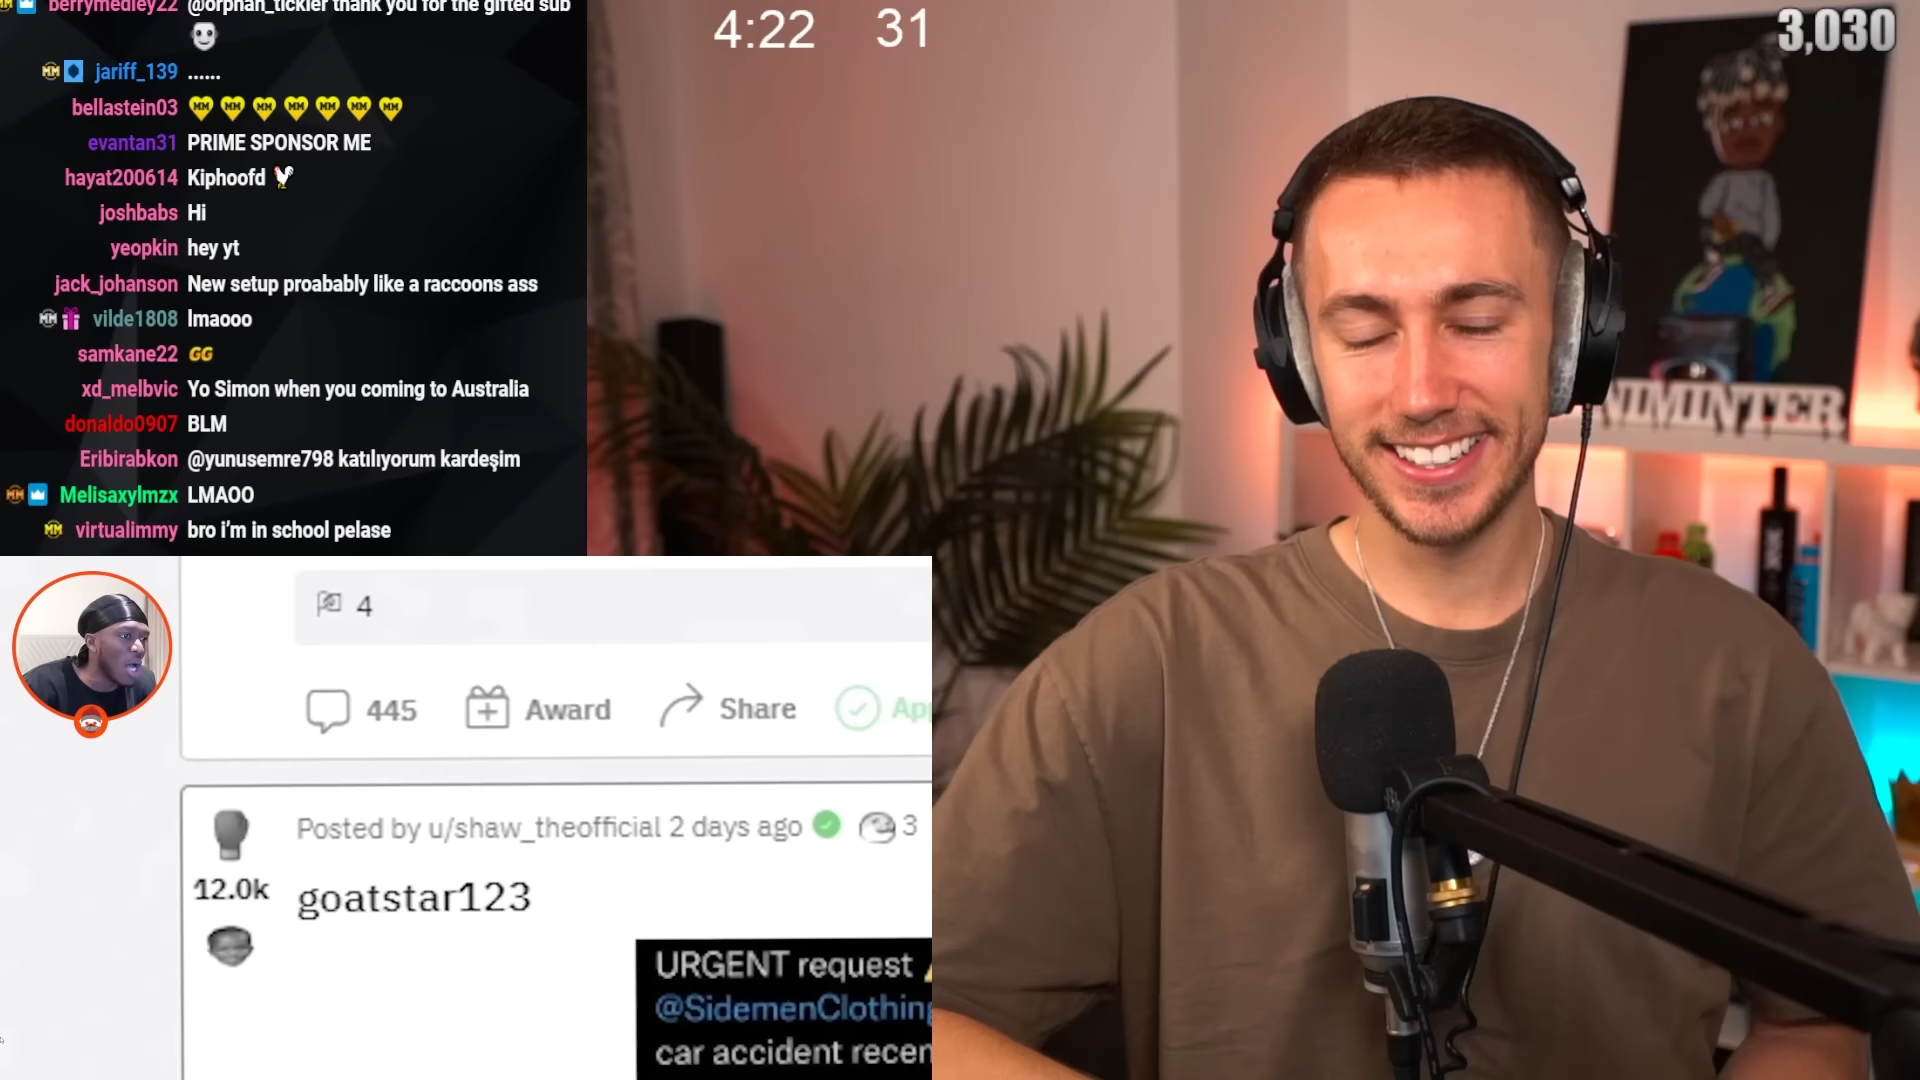 berrymedley22 @orphan_tickler thank you for the gifted sub
jariff_139 ......
bellastein03
evantan31 PRIME SPONSOR ME
hayat200614 Kiphoofd
joshbabs Hi
yeopkin hey yt
jack_johanson New setup proabably like a raccoons ass
vilde1808 lmaooo
samkane22 GG
xd_melbvic Yo Simon when you coming to Australia
donaldo0907 BLM
Eribirabkon @yunusemre798 katılıyorum kardeşim
Melisaxylmzx LMAOO
virtualimmy bro i’m in school pelase
4:22 31
3,030
NIMINTER
4
445 Award Share App
Posted by u/shaw_theofficial 2 days ago 3
12.0k
goatstar123
URGENT request
@SidemenClothing
car accident recen